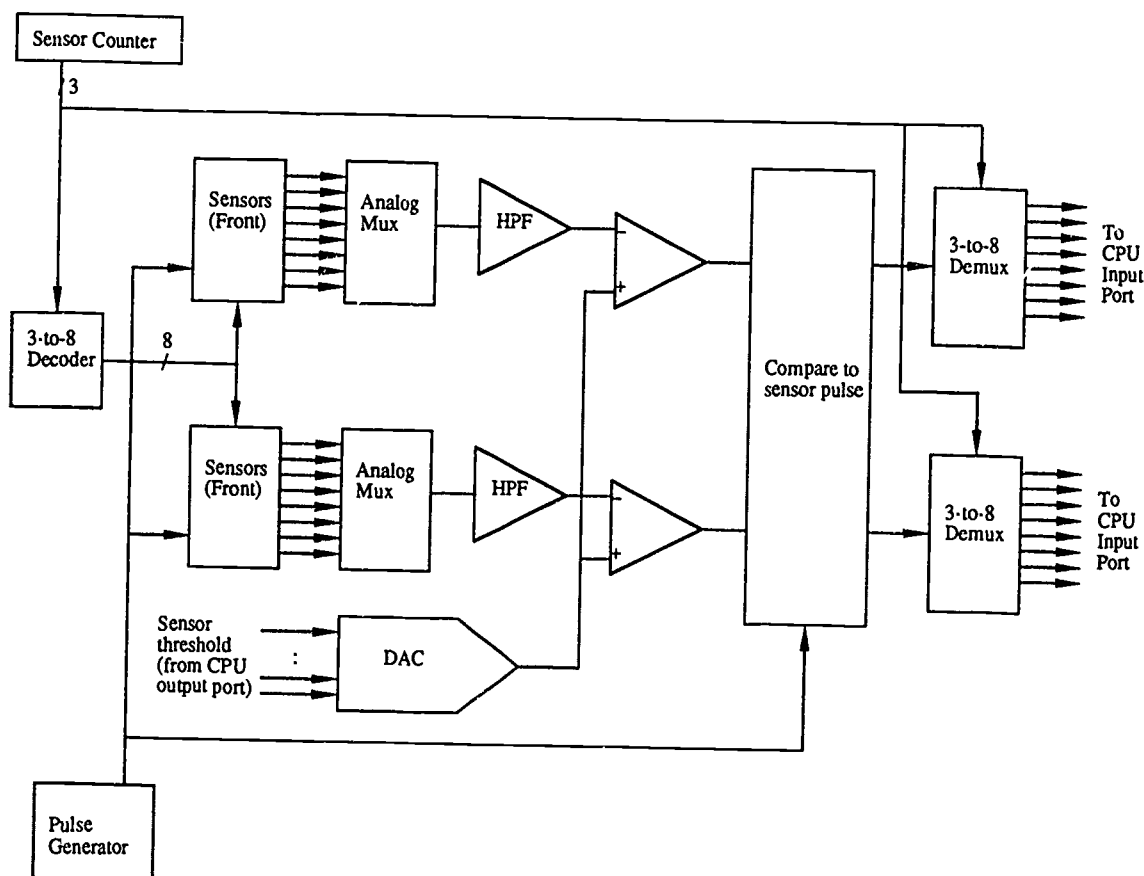 Sensor Counter
3
Sensors
(Front)
Analog
Mux
HPF
-
+
3-to-8
Demux
To
CPU
Input
Port
3-to-8
Decoder
8
Compare to
sensor pulse
Sensors
(Front)
Analog
Mux
HPF
-
+
3-to-8
Demux
To
CPU
Input
Port
Sensor
threshold
(from CPU
output port)
:
DAC
Pulse
Generator